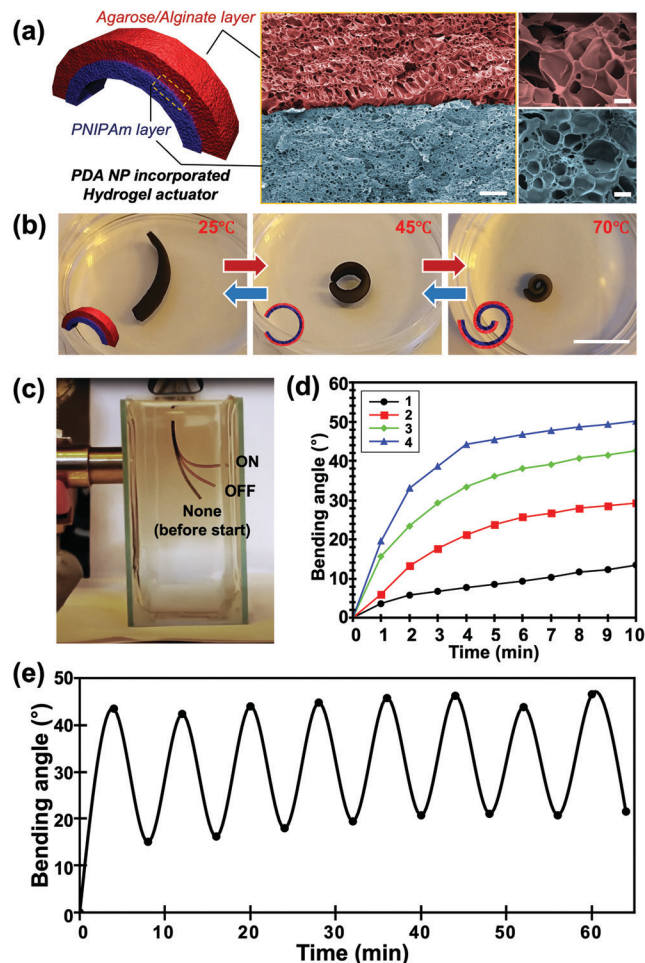 (a)
Agarose/Alginate layer
PNIPAm layer
PDA NP incorporated
Hydrogel actuator
(b)
25℃
45℃
70℃
(c)
ON
OFF
None
(before start)
(d)
Bending angle (°)
60
50
40
30
20
10
0
1
2
3
4
0 1 2 3 4 5 6 7 8 9 10
Time (min)
(e)
Bending angle (°)
50
40
30
20
10
0
0 10 20 30 40 50 60
Time (min)